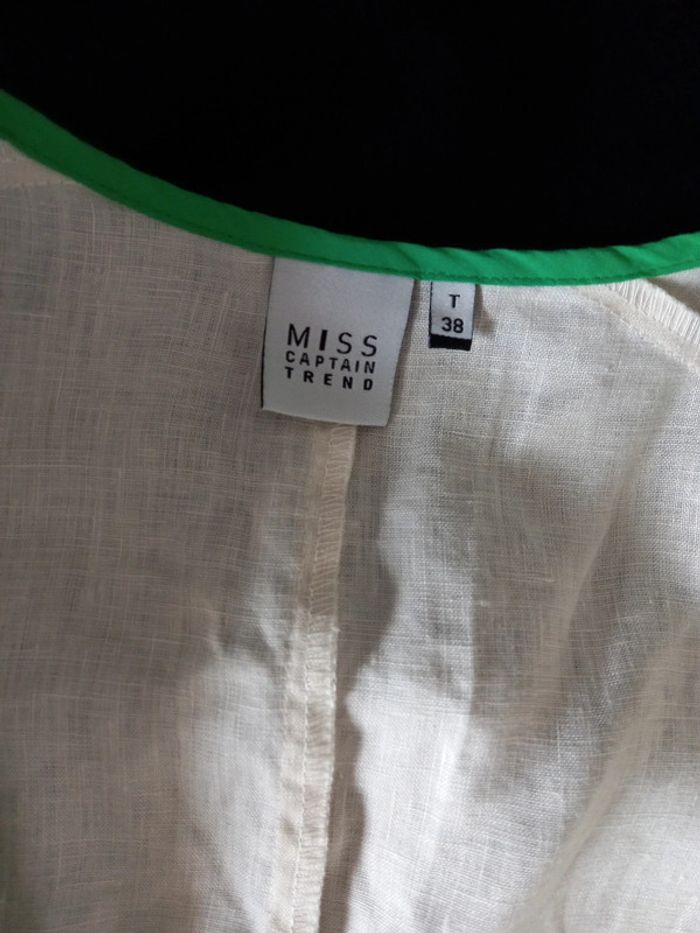 MISS
CAPTAIN
TREND
T
38